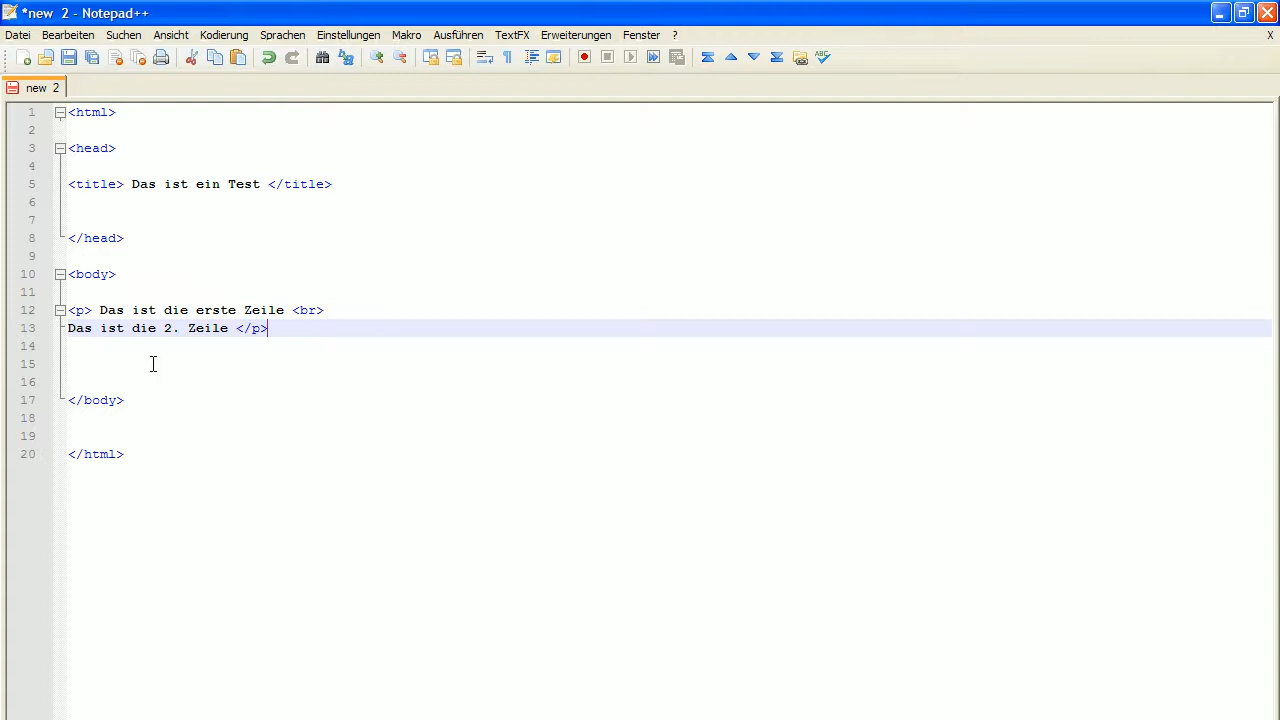 *new 2 - Notepad++
Datei Bearbeiten Suchen Ansicht Kodierung Sprachen Einstellungen Makro Ausführen TextFX Erweiterungen Fenster ? X
new 2
1 <html>
2
3 <head>
4
5 <title> Das ist ein Test </title>
6
7
8 </head>
9
10 <body>
11
12 <p> Das ist die erste Zeile <br>
13 Das ist die 2. Zeile </p>
14
15
16
17 </body>
18
19
20 </html>